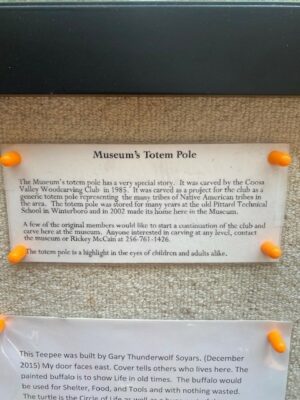 Museum's Totem Pole
The Museum's totem pole has a very special story. It was carved by the Coosa
Valley Woodcarving Club in 1985. It was carved as a project for the club as a
generic totem pole representing the many tribes of Native American tribes in
the area. The totem pole was stored for many years at the old Pittard Technical
School in Winterboro and in 2002 made its home here in the Museum.
A few of the original members would like to start a continuation of the club and
carve here at the museum. Anyone interested in carving at any level, contact
the museum or Rickey McCain at 256-761-1426.
The totem pole is a highlight in the eyes of children and adults alike.
This Teepee was built by Gary Thunderwolf Soyars. (December
2015) My door faces east. Cover tells others who lives here. The
painted buffalo is to show Life in old times. The buffalo would
be used for Shelter, Food, and Tools and with nothing wasted.
The turtle is the Circle of Life as well as